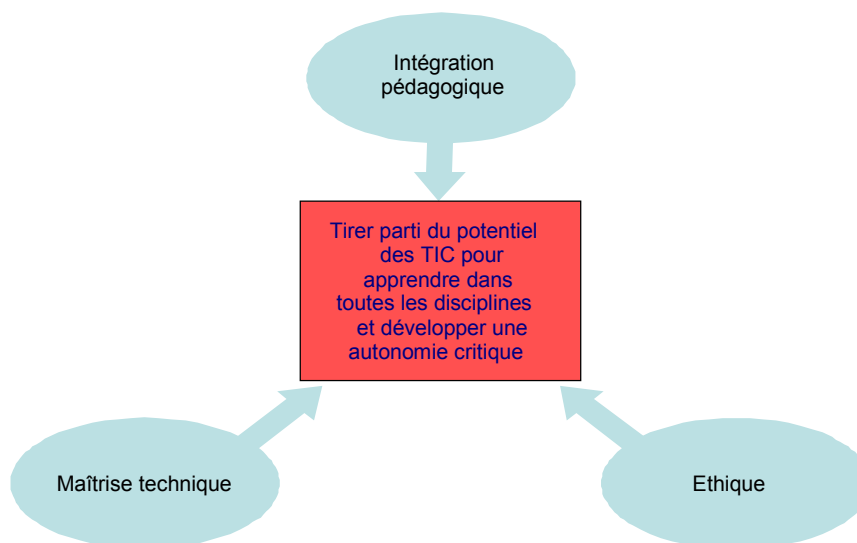 Intégration
pédagogique
Tirer parti du potentiel
des TIC pour
apprendre dans
toutes les disciplines
et développer une
autonomie critique
Maîtrise technique
Ethique